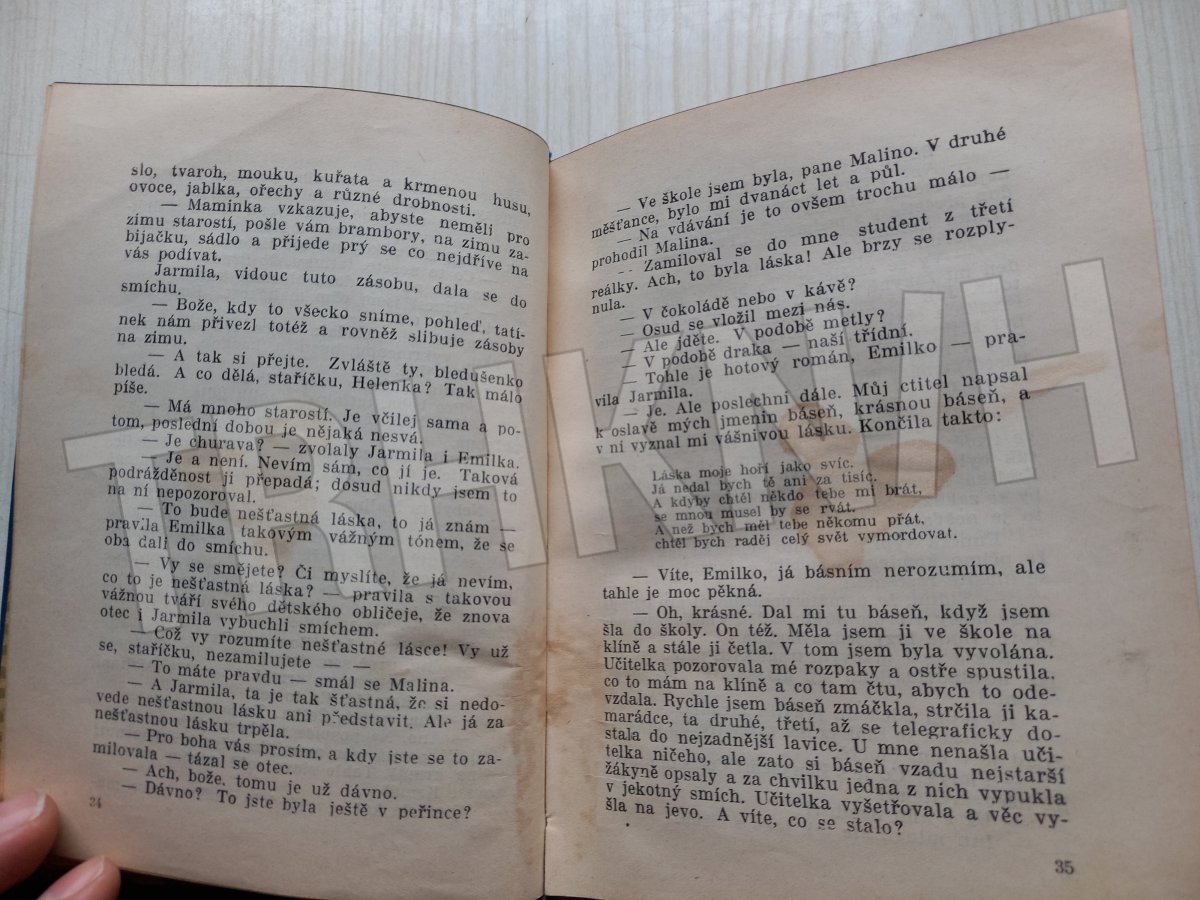 slo, tvaroh, mouku, kuřata a krmenou husu,
ovoce, jablka, ořechy a různé drobnosti.
— Maminka vzkazuje, abyste neměli pro
zimu starostí, pošle vám brambory, na zimu za-
bijačku, sádlo a přijede prý se co nejdříve na
vás podívat.
Jarmila, vidouc tuto zásobu, dala se do
smíchu.
— Bože, kdy to všecko sníme, pohleď, tatí-
nek nám přivezl totéž a rovněž slibuje zásoby
na zimu.
— A tak si přejte. Zvláště ty, bledušenko
bledá. A co dělá, staříčku, Helenka? Tak málo
píše.
— Má mnoho starostí. Je včilej sama a po-
tom, poslední dobou je nějaká nesvá.
— Je churava? — zvolaly Jarmila i Emilka.
— Je a není. Nevím sám, co jí je. Taková
podrážděnost ji přepadá; dosud nikdy jsem to
na ní nepozoroval.
— To bude nešťastná láska, to já znám —
pravila Emilka takovým vážným tónem, že se
oba dali do smíchu.
— Vy se smějete? Či myslíte, že já nevím,
co to je nešťastná láska? — pravila s takovou
vážnou tváří svého dětského obličeje, že znova
otec i Jarmila vybuchli smíchem.
— Což vy rozumíte nešťastné lásce! Vy už
se, staříčku, nezamilujete — —
— To máte pravdu — smál se Malina.
— A Jarmila, ta je tak šťastná, že si nedo-
vede nešťastnou lásku ani představit. Ale já za
nešťastnou lásku trpěla.
— Pro boha vás prosím, a kdy jste se to za-
milovala — tázal se otec.
— Ach, bože, tomu je už dávno.
— Dávno? To jste byla ještě v peřince?
34
— Ve škole jsem byla, pane Malino. V druhé
měšťance, bylo mi dvanáct let a půl.
— Na vdávání je to ovšem trochu málo —
prohodil Malina.
— Zamiloval se do mne student z třetí
reálky. Ach, to byla láska! Ale brzy se rozply-
nula.
— V čokoládě nebo v kávě?
— Osud se vložil mezi nás.
— Ale jděte. V podobě metly?
— V podobě draka — naší třídní.
— Tohle je hotový román, Emilko — pra-
vila Jarmila.
— Je. Ale poslechni dále. Můj ctitel napsal
k oslavě mých jmenin báseň, krásnou báseň, a
v ní vyznal mi vášnivou lásku. Končila takto:
Láska moje hoří jako svíc.
Já nedal bych tě ani za tisíc.
A kdyby chtěl někdo tebe mi brát,
se mnou musel by se rvát.
A než bych měl tebe někomu přát,
chtěl bych raděj celý svět vymordovat.
— Víte, Emilko, já básním nerozumím, ale
tahle je moc pěkná.
— Oh, krásné. Dal mi tu báseň, když jsem
šla do školy. On též. Měla jsem ji ve škole na
klíně a stále ji četla. V tom jsem byla vyvolána.
Učitelka pozorovala mé rozpaky a ostře spustila,
co to mám na klíně a co tam čtu, abych to ode-
vzdala. Rychle jsem báseň zmáčkla, strčila ji ka-
marádce, ta druhé, třetí, až se telegraficky do-
stala do nejzadnější lavice. U mne nenašla uči-
telka ničeho, ale zato si báseň vzadu nejstarší
žákyně opsaly a za chvilku jedna z nich vypukla
v jekotný smích. Učitelka vyšetřovala a věc vy-
šla na jevo. A víte, co se stalo?
35
TRHKNIH